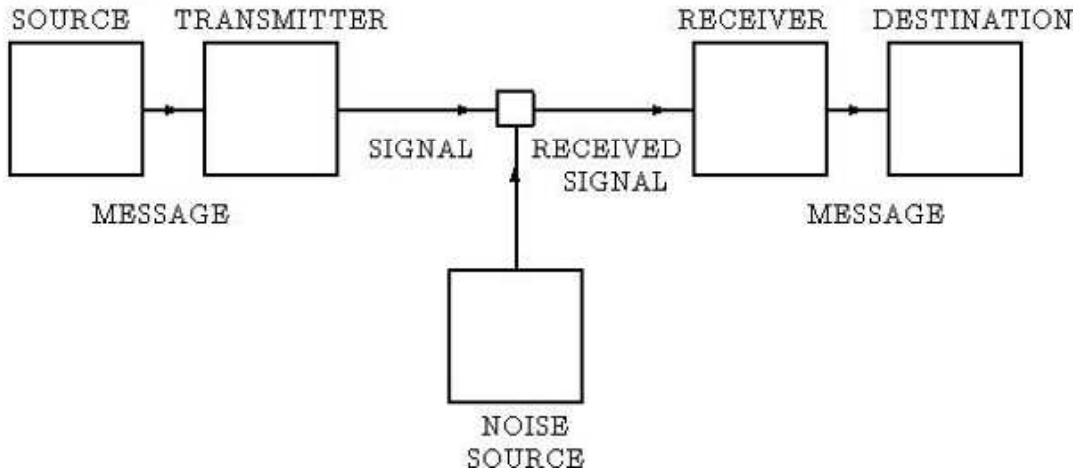 SOURCE
TRANSMITTER
RECEIVER
DESTINATION
SIGNAL
RECEIVED
SIGNAL
MESSAGE
MESSAGE
NOISE
SOURCE